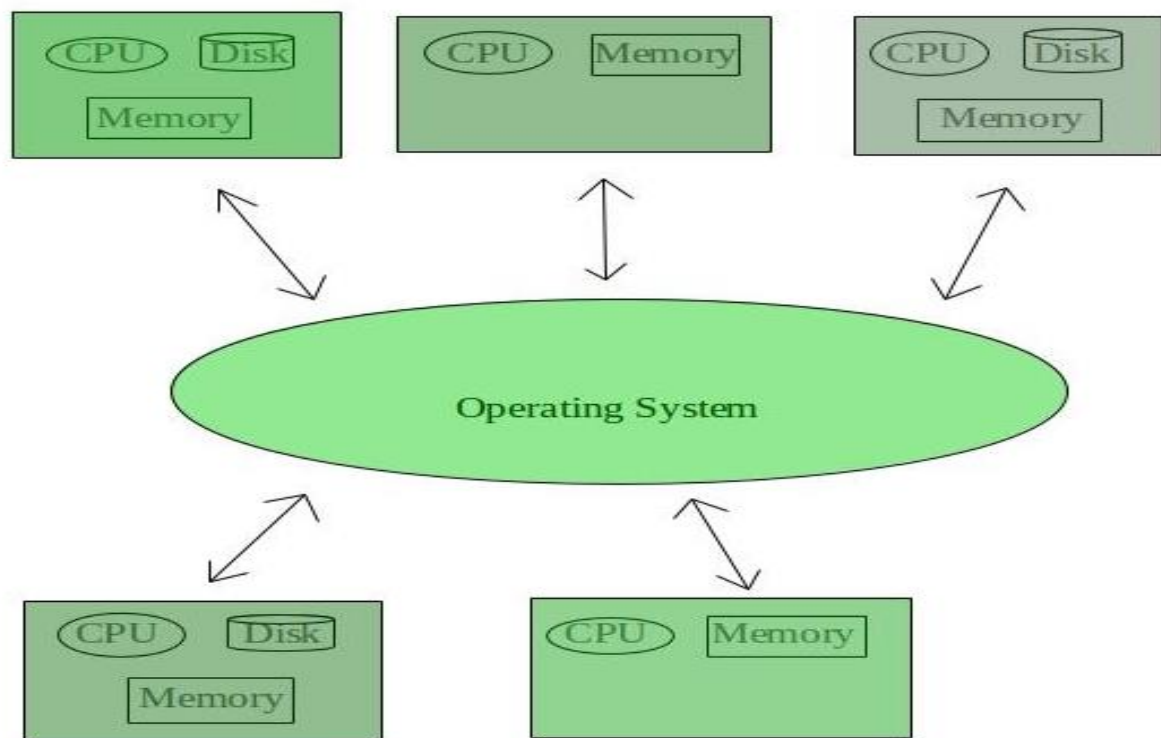 CPU Disk
Memory
CPU Memory
CPU Disk
Memory
Operating System
CPU Disk
Memory
CPU Memory